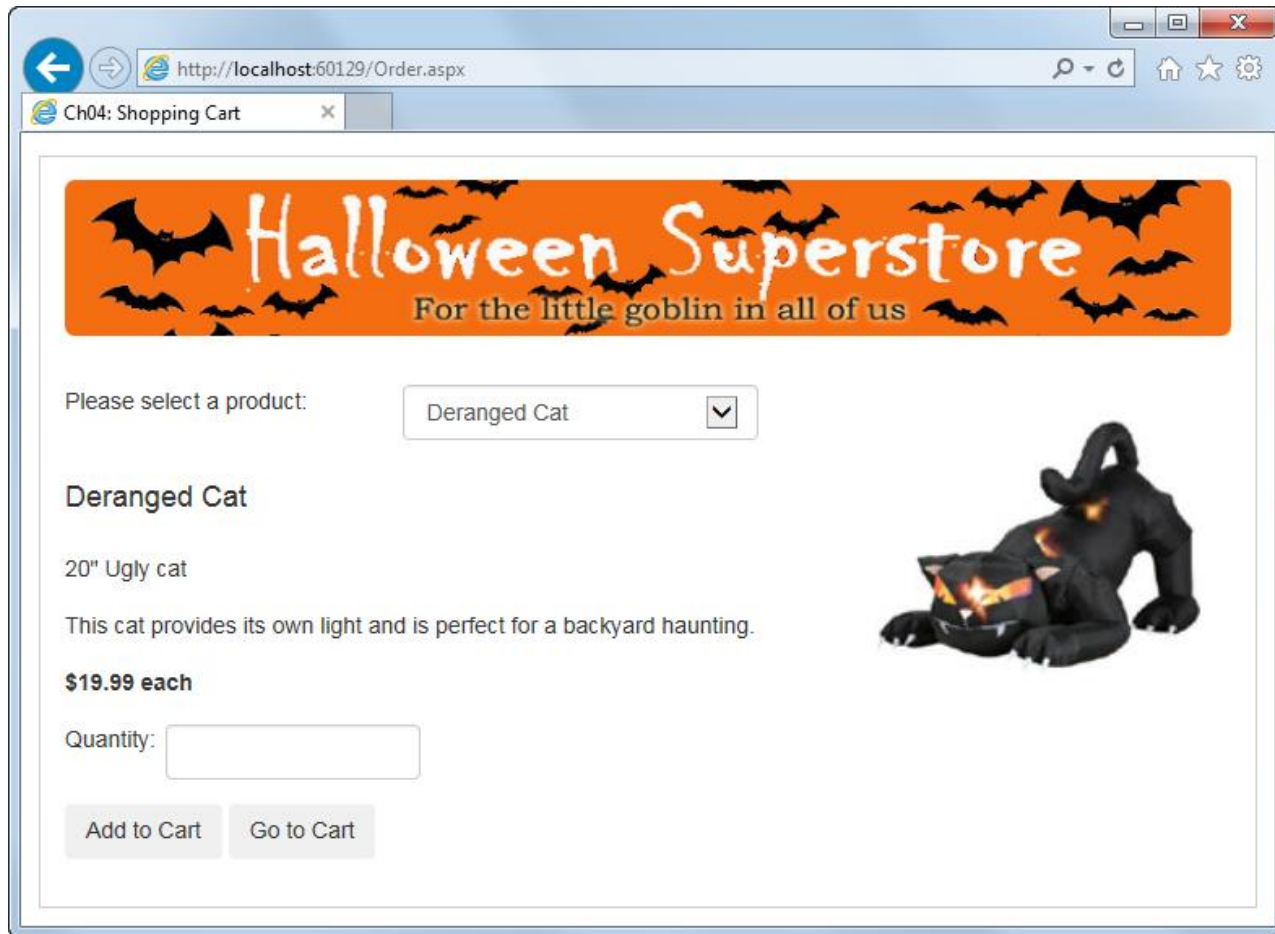 http://localhost:60129/Order.aspx
Ch04: Shopping Cart
Halloween Superstore
For the little goblin in all of us
Please select a product:
Deranged Cat
Deranged Cat
20" Ugly cat
This cat provides its own light and is perfect for a backyard haunting.
$19.99 each
Quantity:
Add to Cart Go to Cart